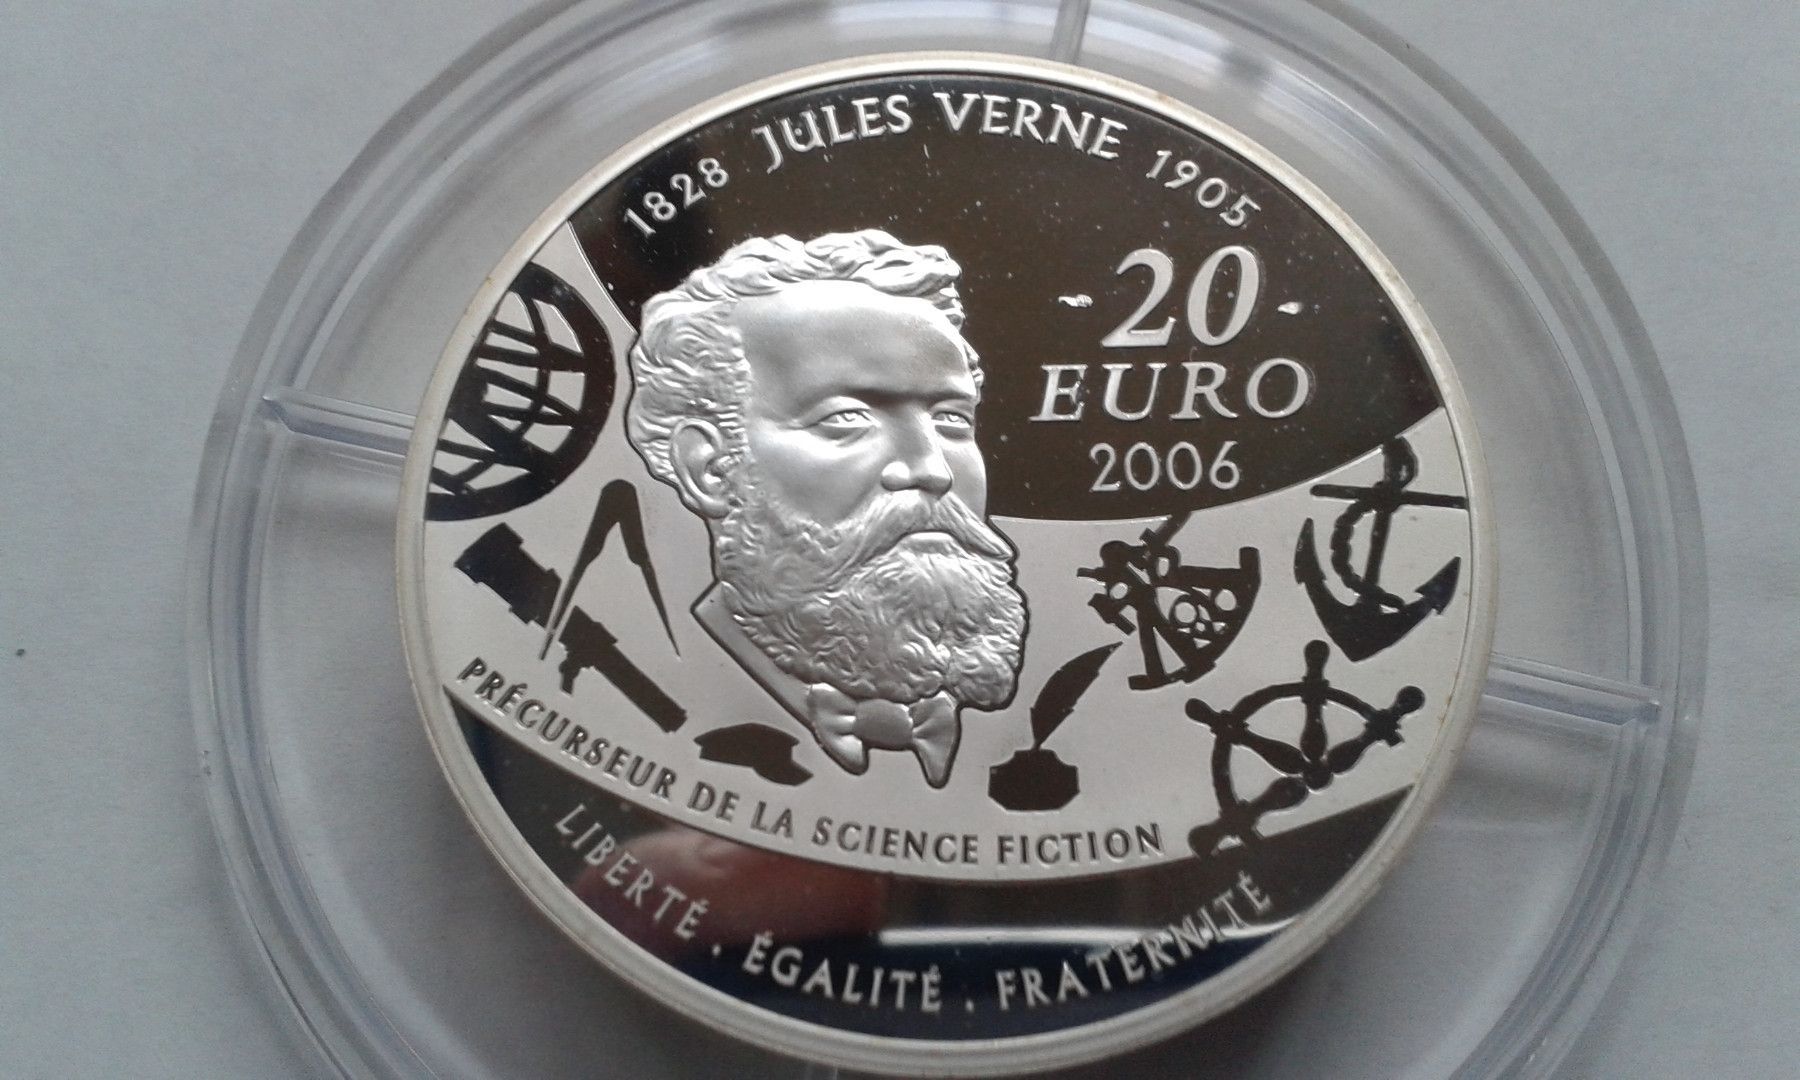 1828 JULES VERNE 1905
- 20 -
EURO
2006
PRÉCURSEUR DE LA SCIENCE FICTION
LIBERTÉ . ÉGALITÉ . FRATERNITÉ